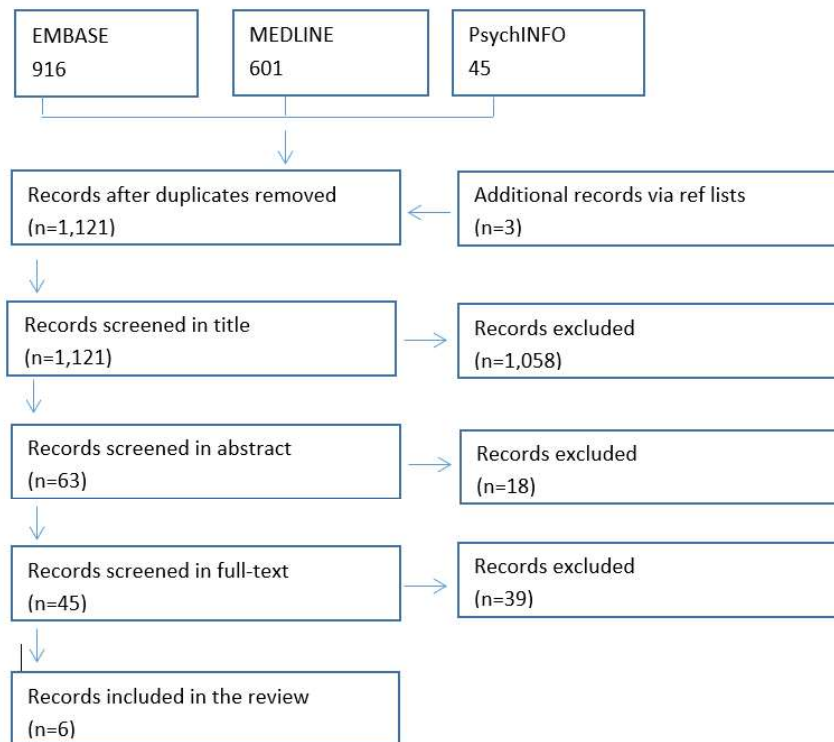 EMBASE
916
MEDLINE
601
PsychINFO
45
Records after duplicates removed
(n=1,121)
Additional records via ref lists
(n=3)
Records screened in title
(n=1,121)
Records excluded
(n=1,058)
Records screened in abstract
(n=63)
Records excluded
(n=18)
Records screened in full-text
(n=45)
Records excluded
(n=39)
Records included in the review
(n=6)